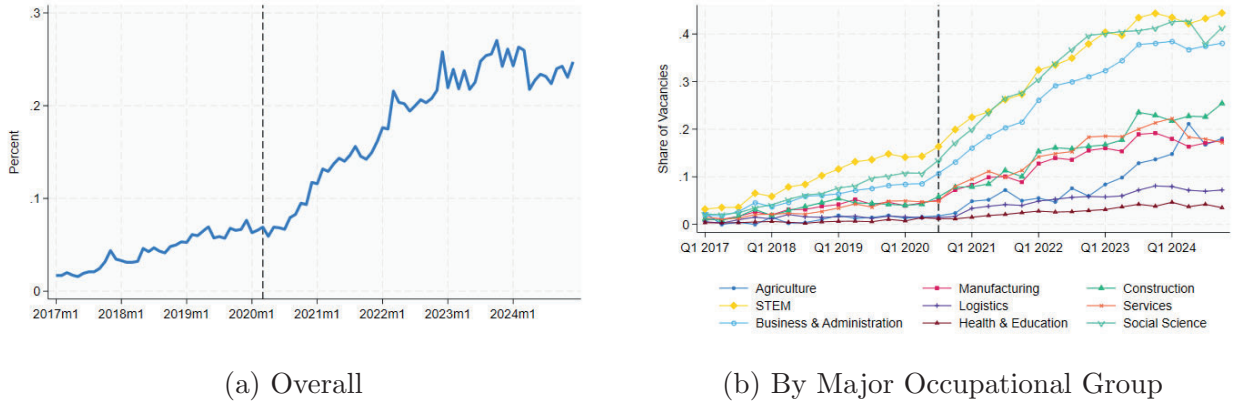 .3
.2
.1
0
Percent
2017m1 2018m1 2019m1 2020m1 2021m1 2022m1 2023m1 2024m1
(a) Overall
.4
.3
.2
.1
0
Share of Vacancies
Q1 2017 Q1 2018 Q1 2019 Q1 2020 Q1 2021 Q1 2022 Q1 2023 Q1 2024
Agriculture Manufacturing Construction
STEM Logistics Services
Business & Administration Health & Education Social Science
(b) By Major Occupational Group